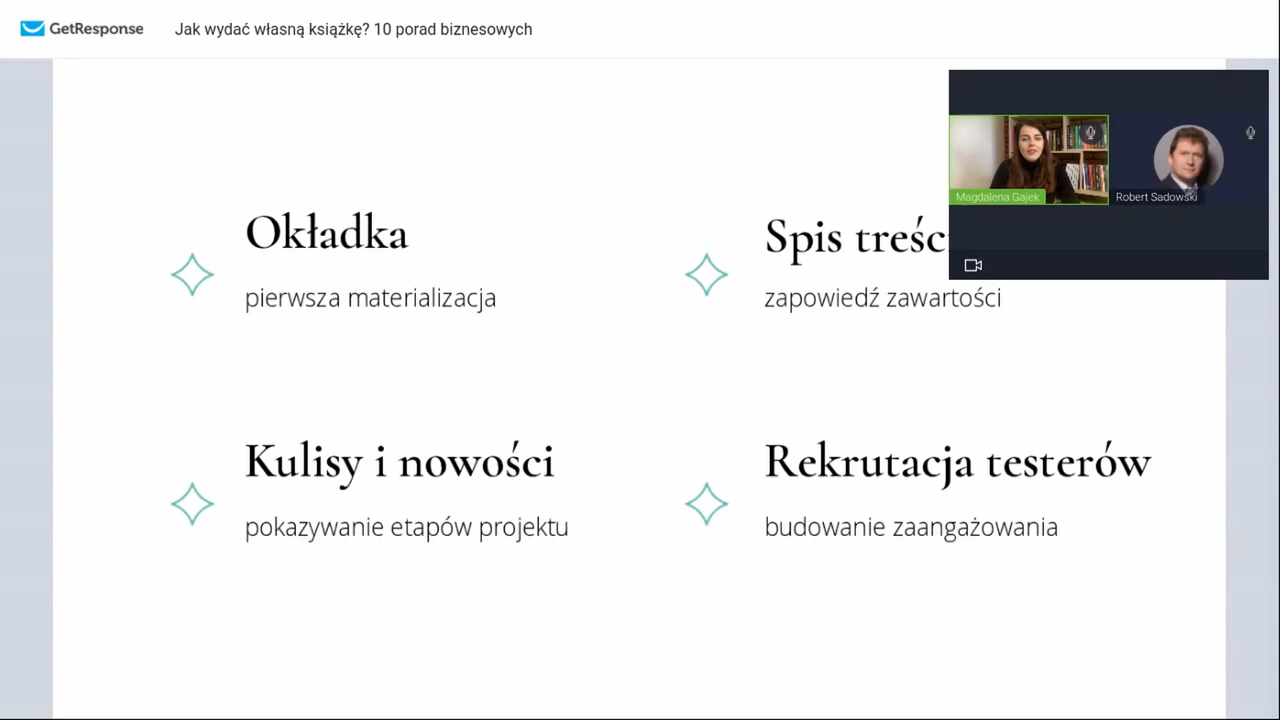 GetResponse
Jak wydać własną książkę? 10 porad biznesowych
Magdalena Gajek
Robert Sadowski
Okładka
pierwsza materializacja
Spis treści
zapowiedź zawartości
Kulisy i nowości
pokazywanie etapów projektu
Rekrutacja testerów
budowanie zaangażowania